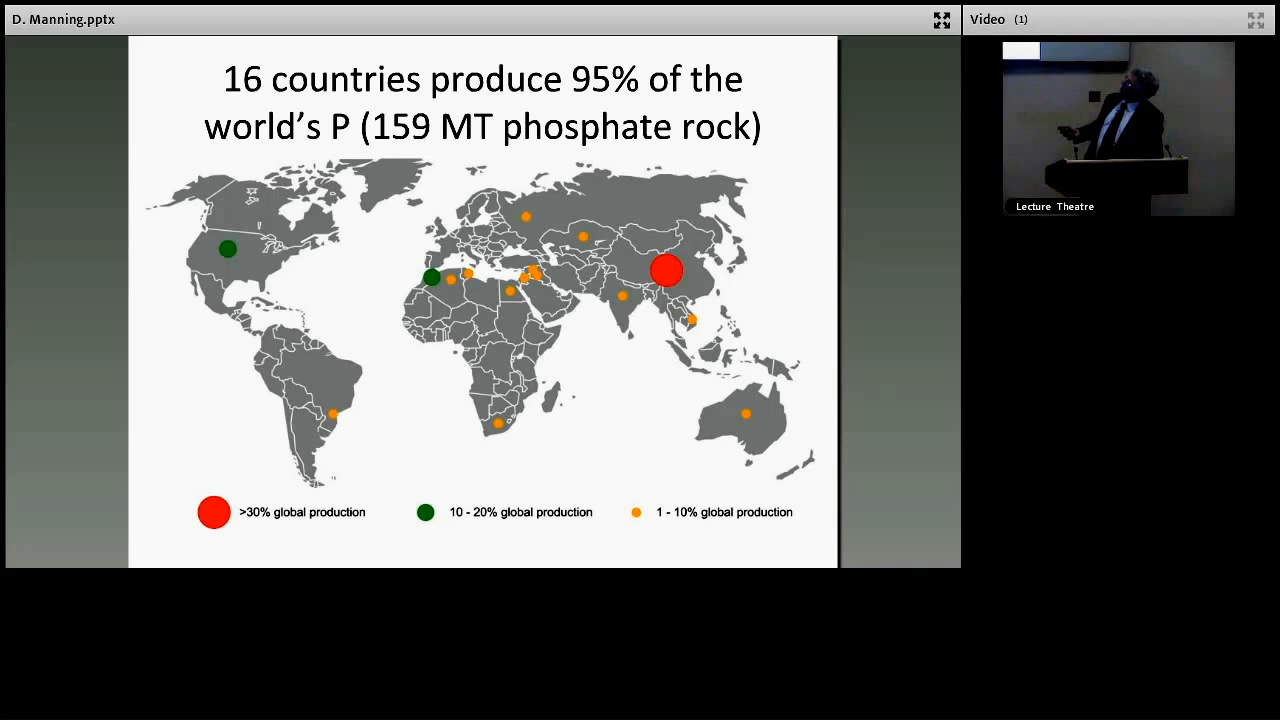 D. Manning.pptx
Video (1)
16 countries produce 95% of the
world's P (159 MT phosphate rock)
Lecture Theatre
>30% global production
10 - 20% global production
1 - 10% global production